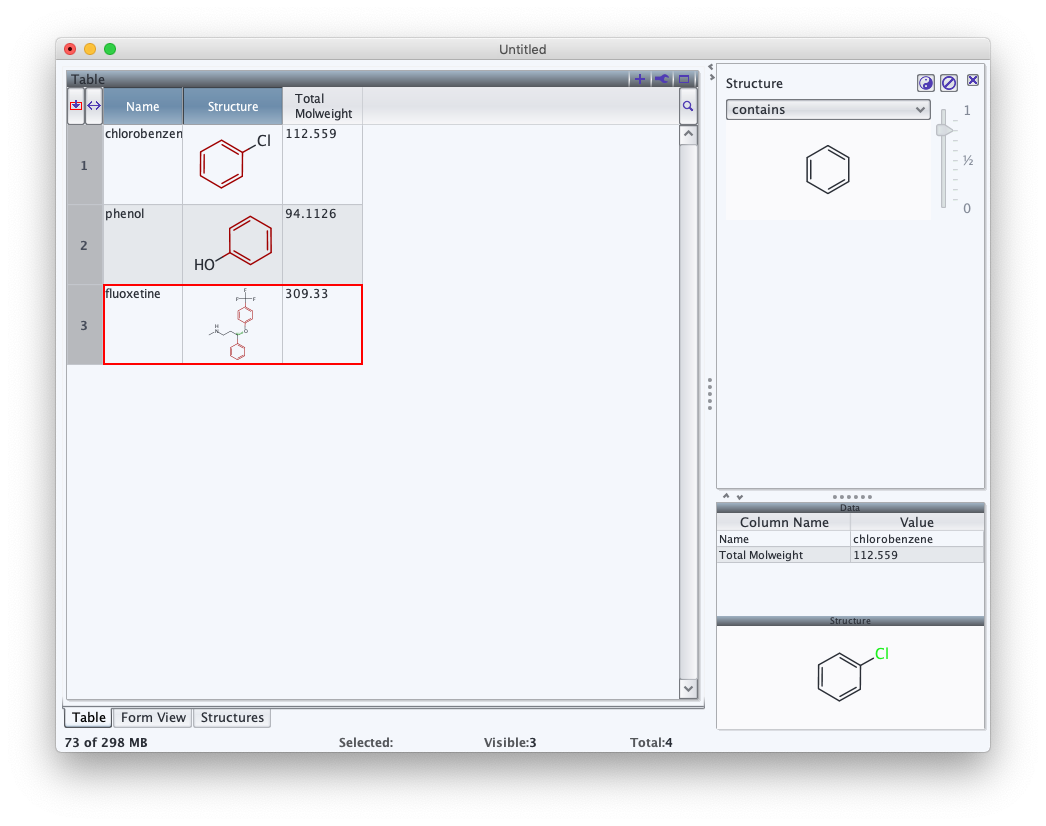 Untitled
Table
Name
Structure
Total
Molweight
1
chlorobenzen
Cl
112.559
2
phenol
HO
94.1126
3
fluoxetine
F
F
F
H
N
O
309.33
Structure
contains
1
½
0
Data
Column Name
Value
Name
chlorobenzene
Total Molweight
112.559
Structure
Cl
Table
Form View
Structures
73 of 298 MB
Selected:
Visible:3
Total:4